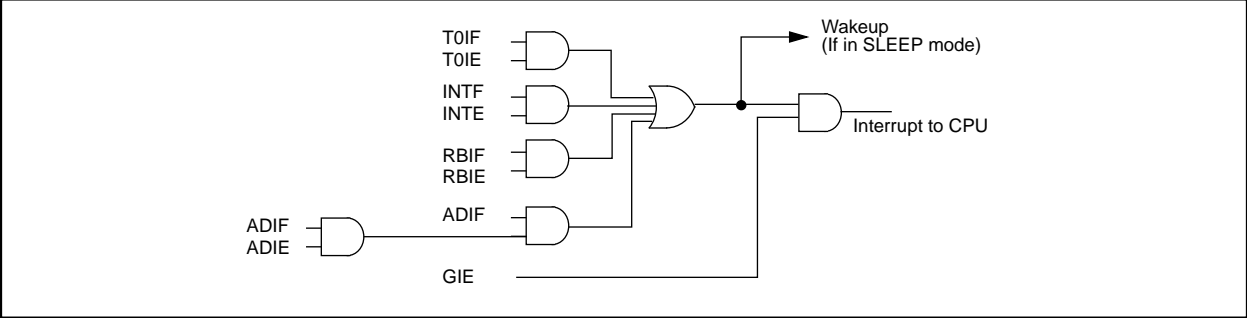 T0IF
T0IE
INTF
INTE
RBIF
RBIE
ADIF
ADIF
ADIE
GIE
Wakeup
(If in SLEEP mode)
Interrupt to CPU